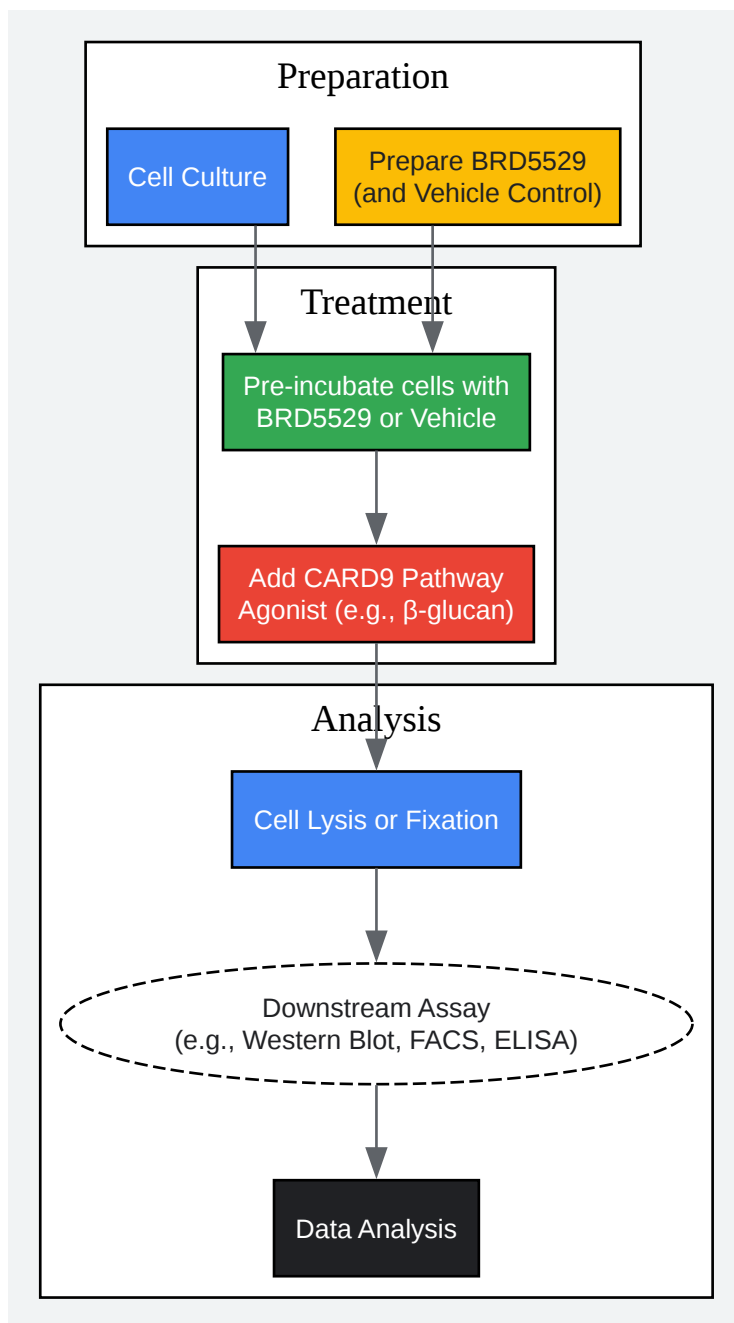 Preparation
Cell Culture
Prepare BRD5529
(and Vehicle Control)
Treatment
Pre-incubate cells with
BRD5529 or Vehicle
Add CARD9 Pathway
Agonist (e.g., β-glucan)
Analysis
Cell Lysis or Fixation
Downstream Assay
(e.g., Western Blot, FACS, ELISA)
Data Analysis